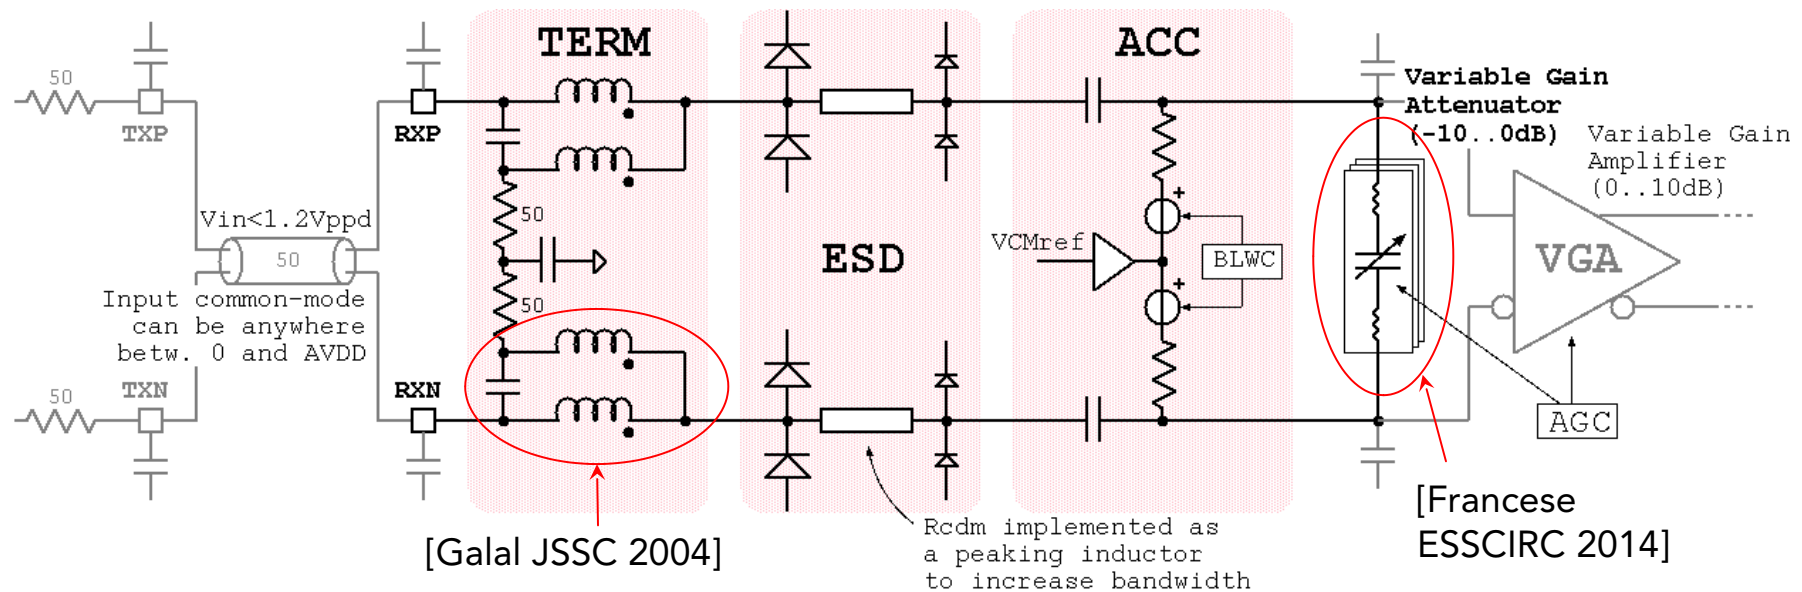 TERM
ACC
50
TXP
RXP
Variable Gain
Attenuator
(-10..0dB)
Variable Gain
Amplifier
(0..10dB)
Vin<1.2Vppd
50
50
VCMref
+
ESD
BLWC
VGA
Input common-mode
can be anywhere
betw. 0 and AVDD
50
+
50
TXN
RXN
AGC
[Galal JSSC 2004]
Rcdm implemented as
a peaking inductor
to increase bandwidth
[Francese
ESSCIRC 2014]